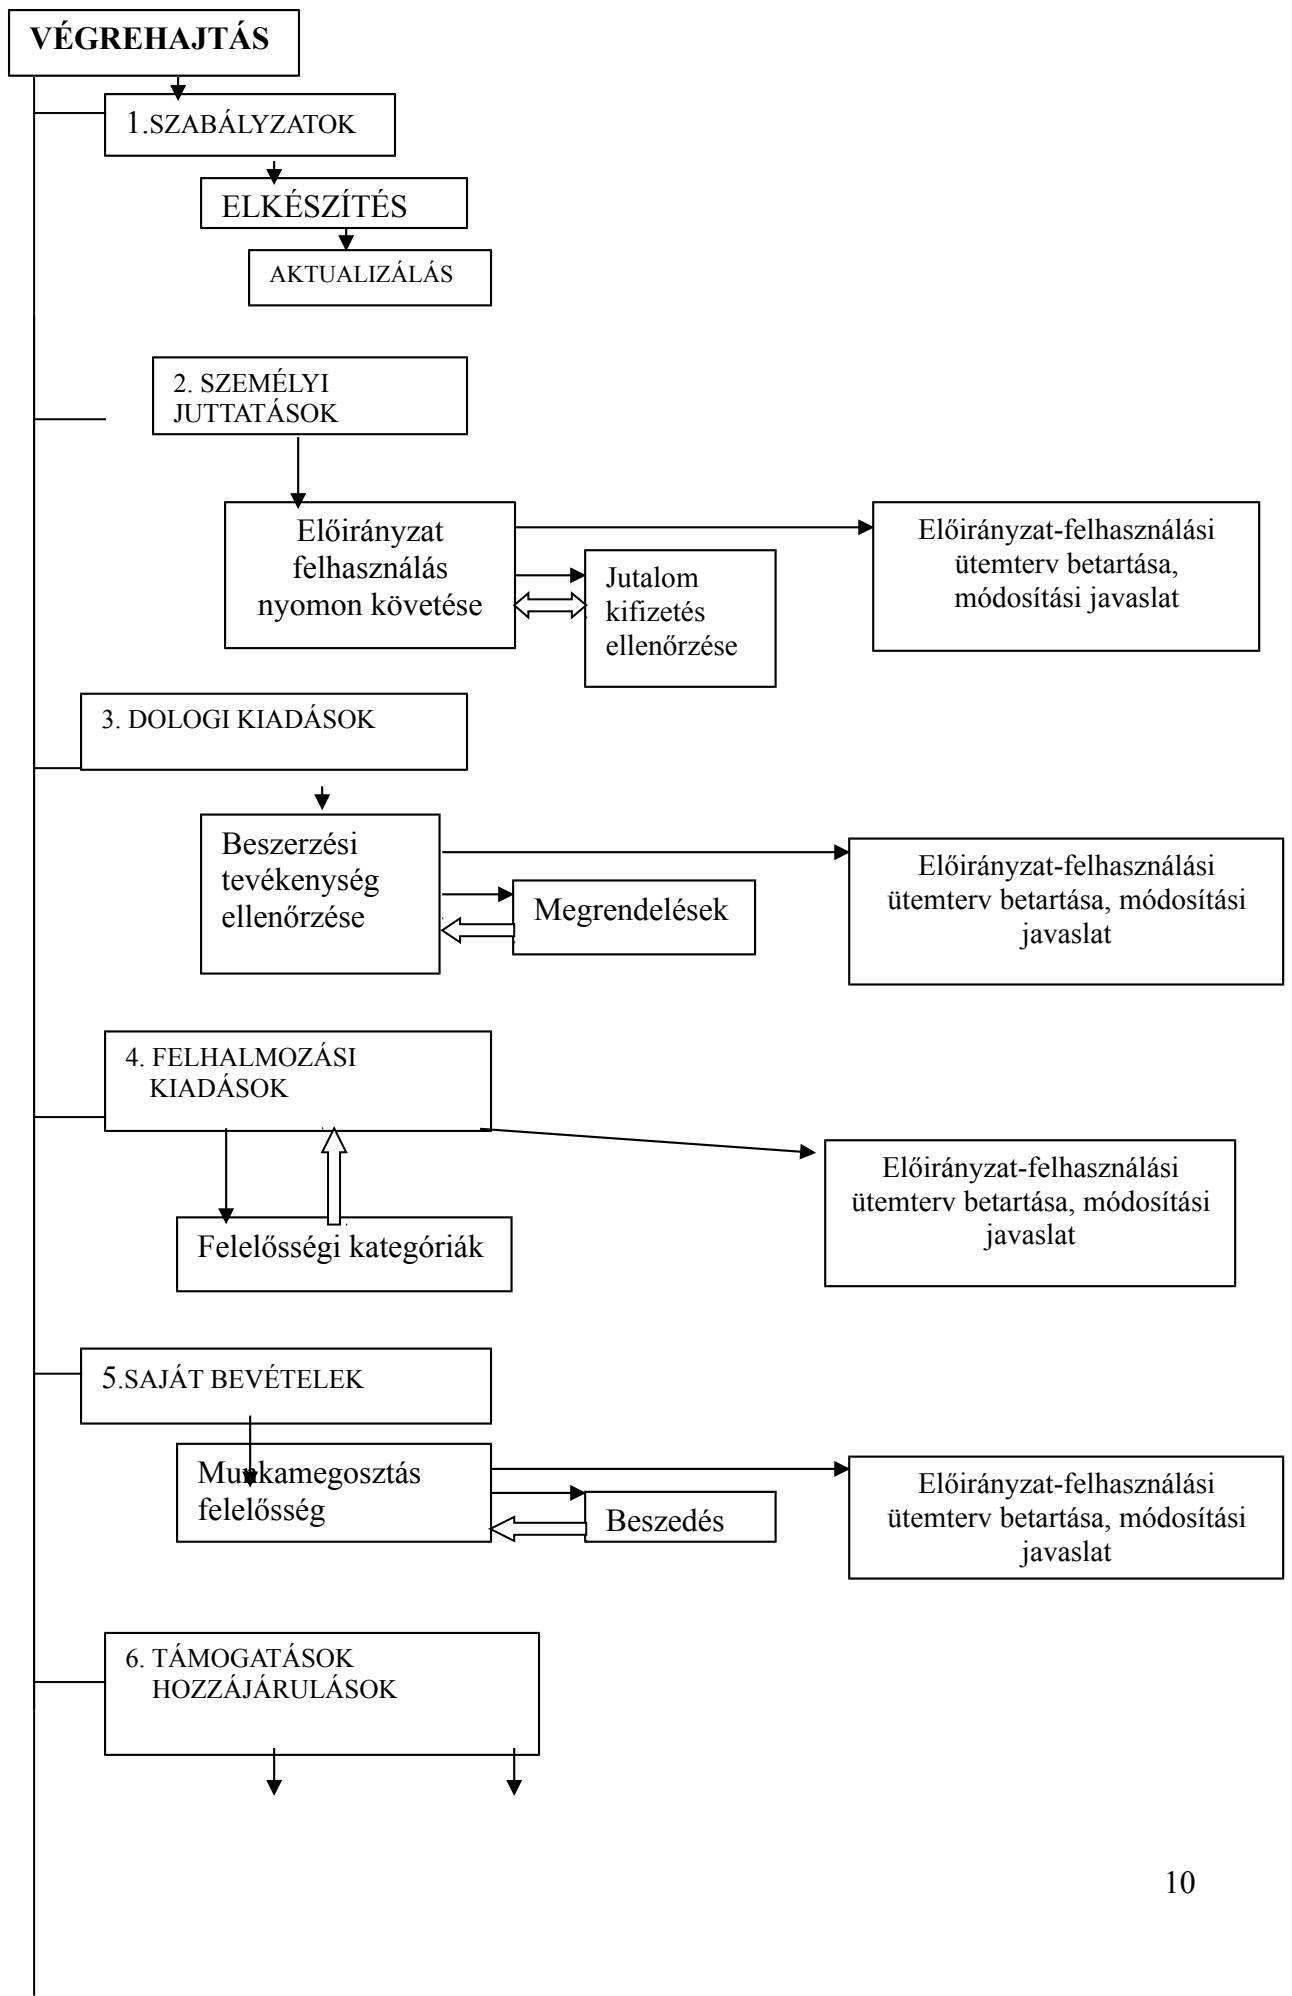 VÉGREHAJTÁS
1.SZABÁLYZATOK
ELKÉSZÍTÉS
AKTUALIZÁLÁS
2. SZEMÉLYI
JUTTATÁSOK
Előirányzat
felhasználás
nyomon követése
Jutalom
kifizetés
ellenőrzése
Előirányzat-felhasználási
ütemterv betartása,
módosítási javaslat
3. DOLOGI KIADÁSOK
Beszerzési
tevékenység
ellenőrzése
Megrendelések
Előirányzat-felhasználási
ütemterv betartása, módosítási
javaslat
4. FELHALMOZÁSI
KIADÁSOK
Felelősségi kategóriák
Előirányzat-felhasználási
ütemterv betartása, módosítási
javaslat
5.SAJÁT BEVÉTELEK
Munkamegosztás
felelősség
Beszedés
Előirányzat-felhasználási
ütemterv betartása, módosítási
javaslat
6. TÁMOGATÁSOK
HOZZÁJÁRULÁSOK
10